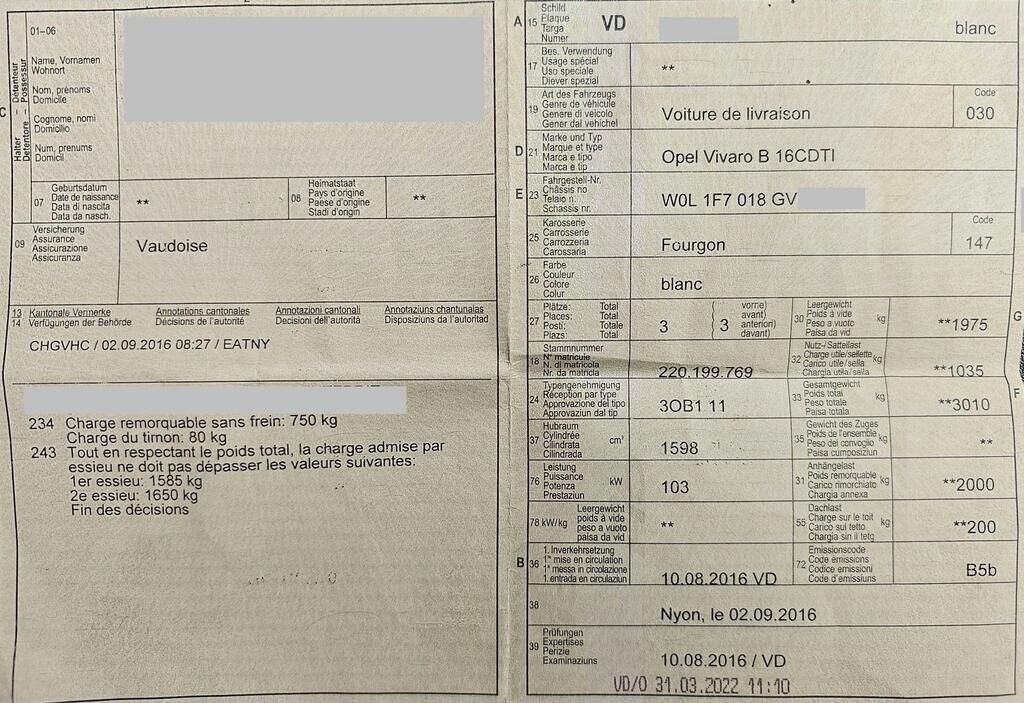 C
Halter – Détenteur
Detentore – Possessur
01-06
Name, Vornamen
Wohnort
Nom, prénoms
Domicile
Cognome, nomi
Domicilio
Num, prenums
Domicil
07
Geburtsdatum
Date de naissance
Data di nascita
Data da nasch.
**
08
Heimatstaat
Pays d'origine
Paese d'origine
Stadi d'origin
**
09
Versicherung
Assurance
Assicurazione
Assicuranza
Vaudoise
13 Kantonale Vermerke Annotations cantonales Annotazioni cantonali Annotaziuns chantunalas
14 Verfügungen der Behörde Décisions de l'autorité Decisioni dell'autorità Disposiziuns da l'autoritad
CHGVHC / 02.09.2016 08:27 / EATNY
234 Charge remorquable sans frein: 750 kg
Charge du timon: 80 kg
243 Tout en respectant le poids total, la charge admise par
essieu ne doit pas dépasser les valeurs suivantes:
1er essieu: 1585 kg
2e essieu: 1650 kg
Fin des décisions
A 15
Schild
Plaque
Targa
Numer
VD
blanc
17
Bes. Verwendung
Usage spécial
Uso speciale
Diever spezial
**
19
Art des Fahrzeugs
Genre de véhicule
Genere di veicolo
Gener dal vehichel
Voiture de livraison
Code
030
D 21
Marke und Typ
Marque et type
Marca e tipo
Marca e tip
Opel Vivaro B 16CDTI
E 23
Fahrgestell-Nr.
Châssis no
Telaio n.
Schassis nr.
W0L 1F7 018 GV
25
Karosserie
Carrosserie
Carrozzeria
Carossaria
Fourgon
Code
147
26
Farbe
Couleur
Colore
Colur
blanc
27
Plätze: Total
Places: Total
Posti: Totale
Plazs: Total
3
( vorne)
( avant)
( anteriori)
( davant)
3
G
30
Leergewicht
Poids à vide
Peso a vuoto
Paisa da vid
kg
**1975
18
Stammnummer
N° matricule
N. di matricola
Nr. da matricla
220.199.769
32
Nutz-/Sattellast
Charge utile/sellette
Carico utile/sella
Chargia utila/sella
kg
**1035
24
Typengenehmigung
Réception par type
Approvazione del tipo
Approvaziun dal tip
3OB1 11
F
33
Gesamtgewicht
Poids total
Peso totale
Paisa totala
kg
**3010
37
Hubraum
Cylindrée
Cilindrata
Cilindrada
cm³
1598
35
Gewicht des Zuges
Poids de l'ensemble
Peso del convoglio
Paisa cumposiziun
kg
**
76
Leistung
Puissance
Potenza
Prestaziun
kW
103
31
Anhängelast
Poids remorquable
Carico rimorchiato
Chargia annexa
kg
**2000
78 kW/kg
Leergewicht
poids à vide
peso a vuoto
paisa da vid
**
55
Dachlast
Charge sur le toit
Carico sul tetto
Chargia sin il tetg
kg
**200
B 36
1. Inverkehrsetzung
1re mise en circulation
1a messa in circolazione
1. entrada en circulaziun
10.08.2016 VD
72
Emissionscode
Code émissions
Codice emissioni
Code d'emissiuns
B5b
38
Nyon, le 02.09.2016
39
Prüfungen
Expertises
Perizie
Examinaziuns
10.08.2016 / VD
VD/O 31.03.2022 11:10